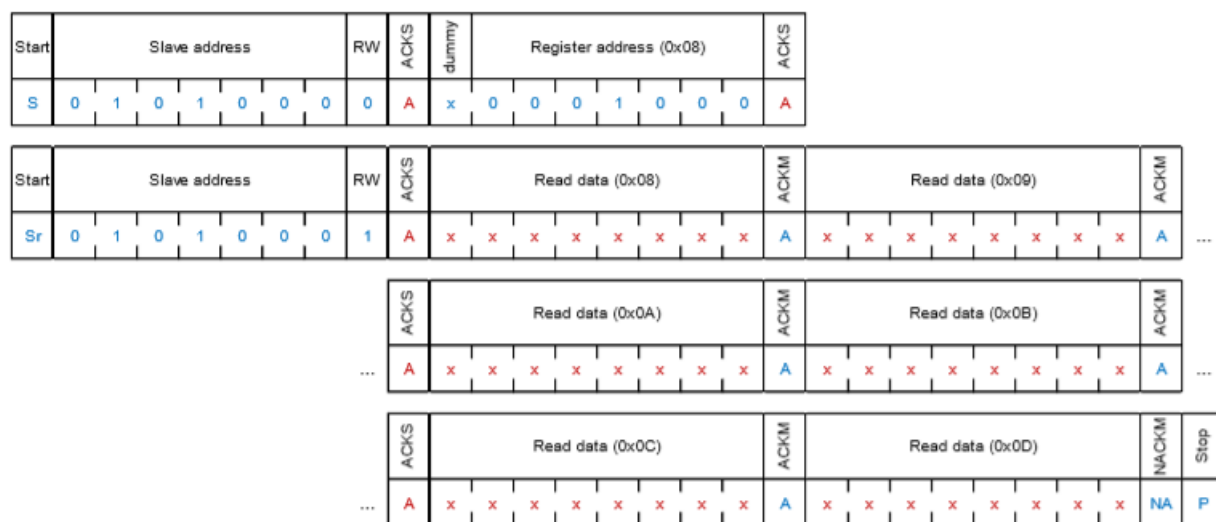 Start Slave address RW ACKS dummy Register address (0x08) ACKS
S 0 1 0 1 0 0 0 0 A x 0 0 0 1 0 0 0 A
Start Slave address RW ACKS Read data (0x08) ACKM Read data (0x09) ACKM
Sr 0 1 0 1 0 0 0 1 A x x x x x x x x A x x x x x x x x A ...
ACKS Read data (0x0A) ACKM Read data (0x0B) ACKM
... A x x x x x x x x A x x x x x x x x A ...
ACKS Read data (0x0C) ACKM Read data (0x0D) NACKM Stop
... A x x x x x x x x A x x x x x x x x NA P